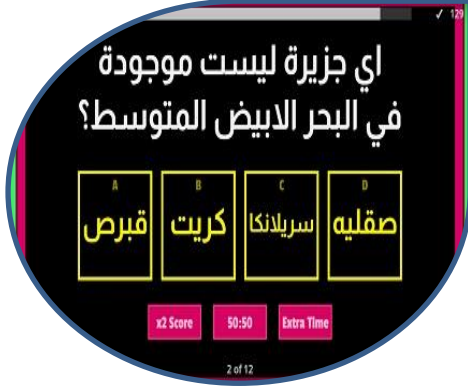 ✓ 129
اي جزيرة ليست موجودة
في البحر الابيض المتوسط؟
A
قبرص
B
كريت
C
سريلانكا
D
صقليه
x2 Score
50:50
Extra Time
2 of 12